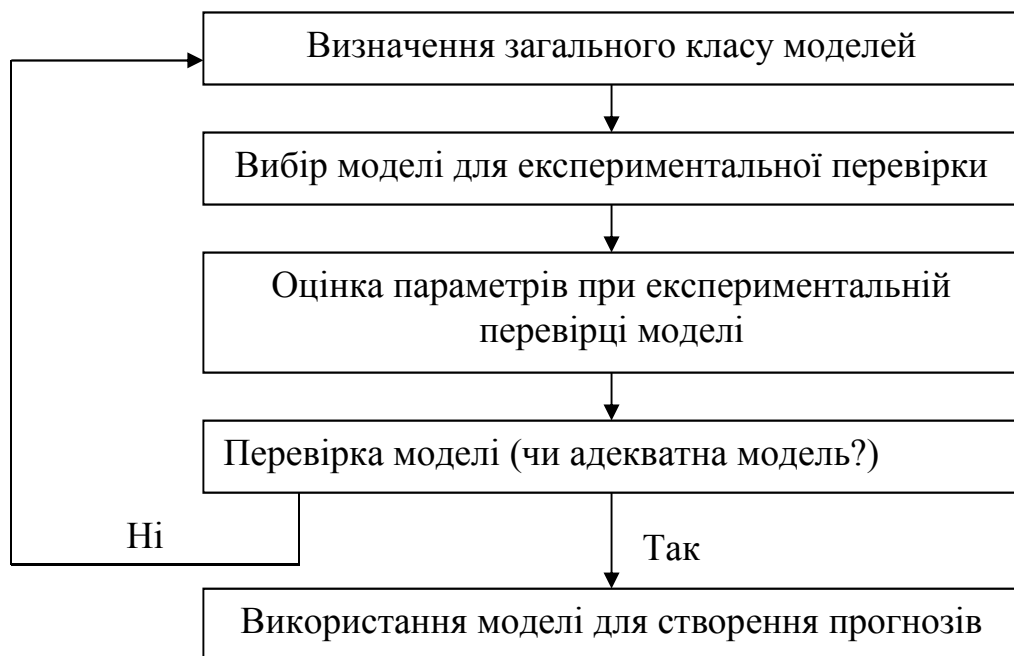 Визначення загального класу моделей
Вибір моделі для експериментальної перевірки
Оцінка параметрів при експериментальній
перевірці моделі
Перевірка моделі (чи адекватна модель?)
Ні
Так
Використання моделі для створення прогнозів